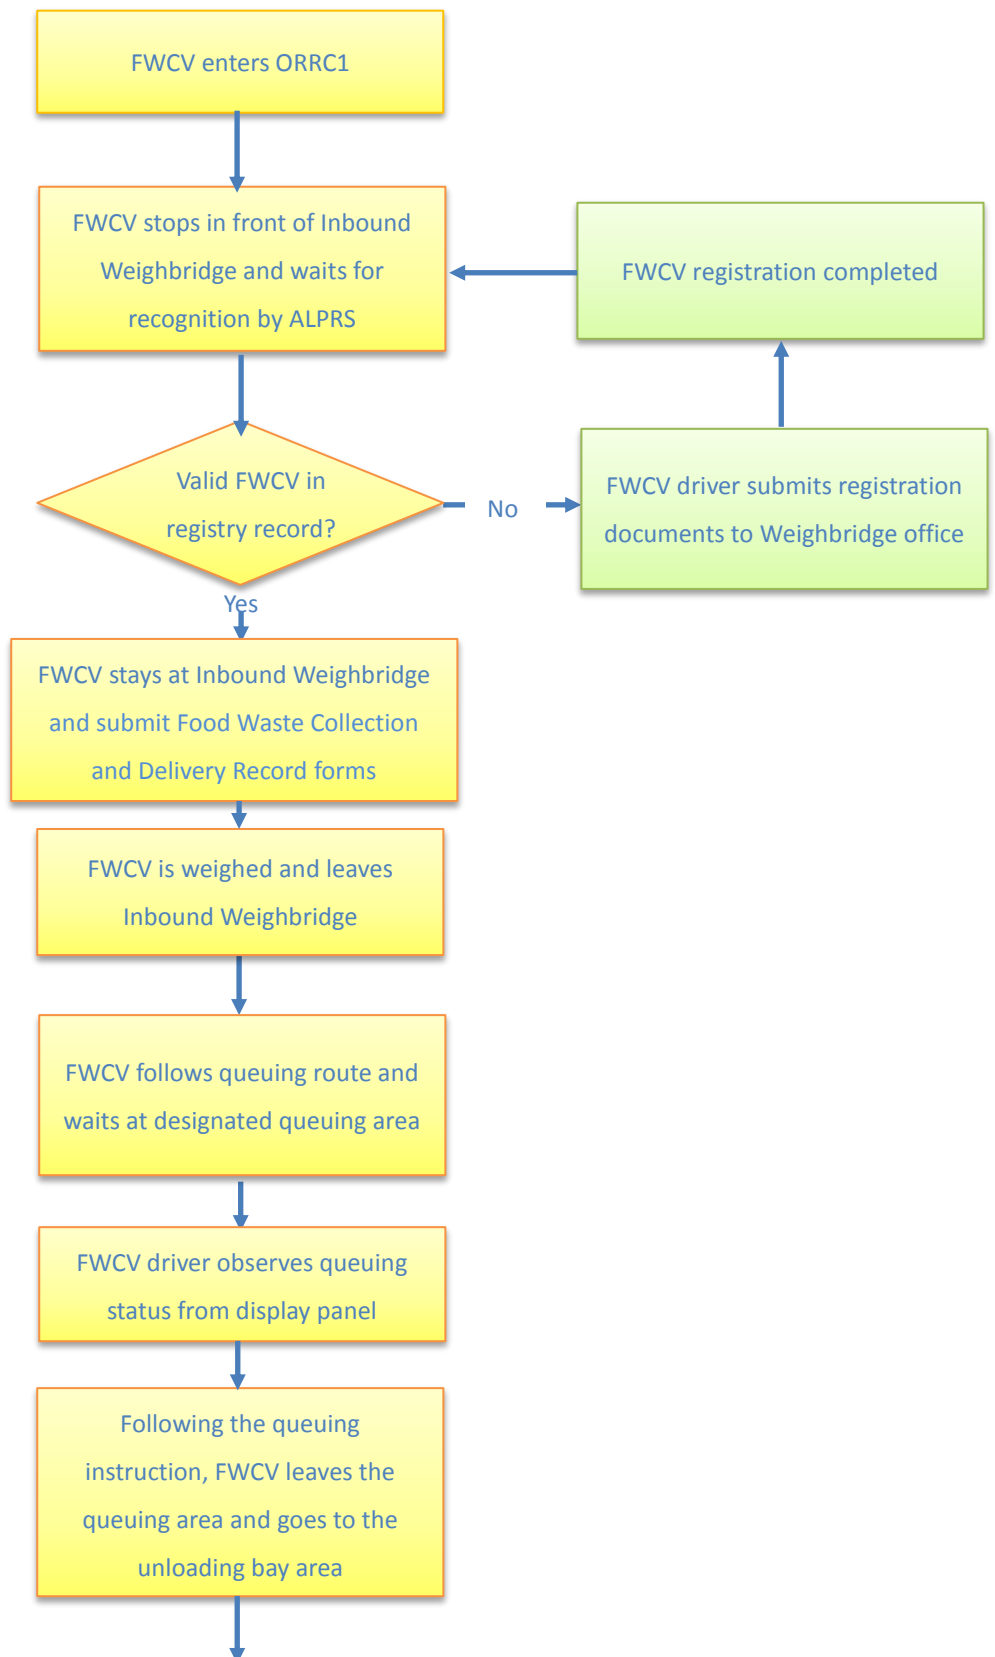 FWCV enters ORRC1
FWCV stops in front of Inbound
Weighbridge and waits for
recognition by ALPRS
FWCV registration completed
Valid FWCV in
registry record?
No
FWCV driver submits registration
documents to Weighbridge office
Yes
FWCV stays at Inbound Weighbridge
and submit Food Waste Collection
and Delivery Record forms
FWCV is weighed and leaves
Inbound Weighbridge
FWCV follows queuing route and
waits at designated queuing area
FWCV driver observes queuing
status from display panel
Following the queuing
instruction, FWCV leaves the
queuing area and goes to the
unloading bay area